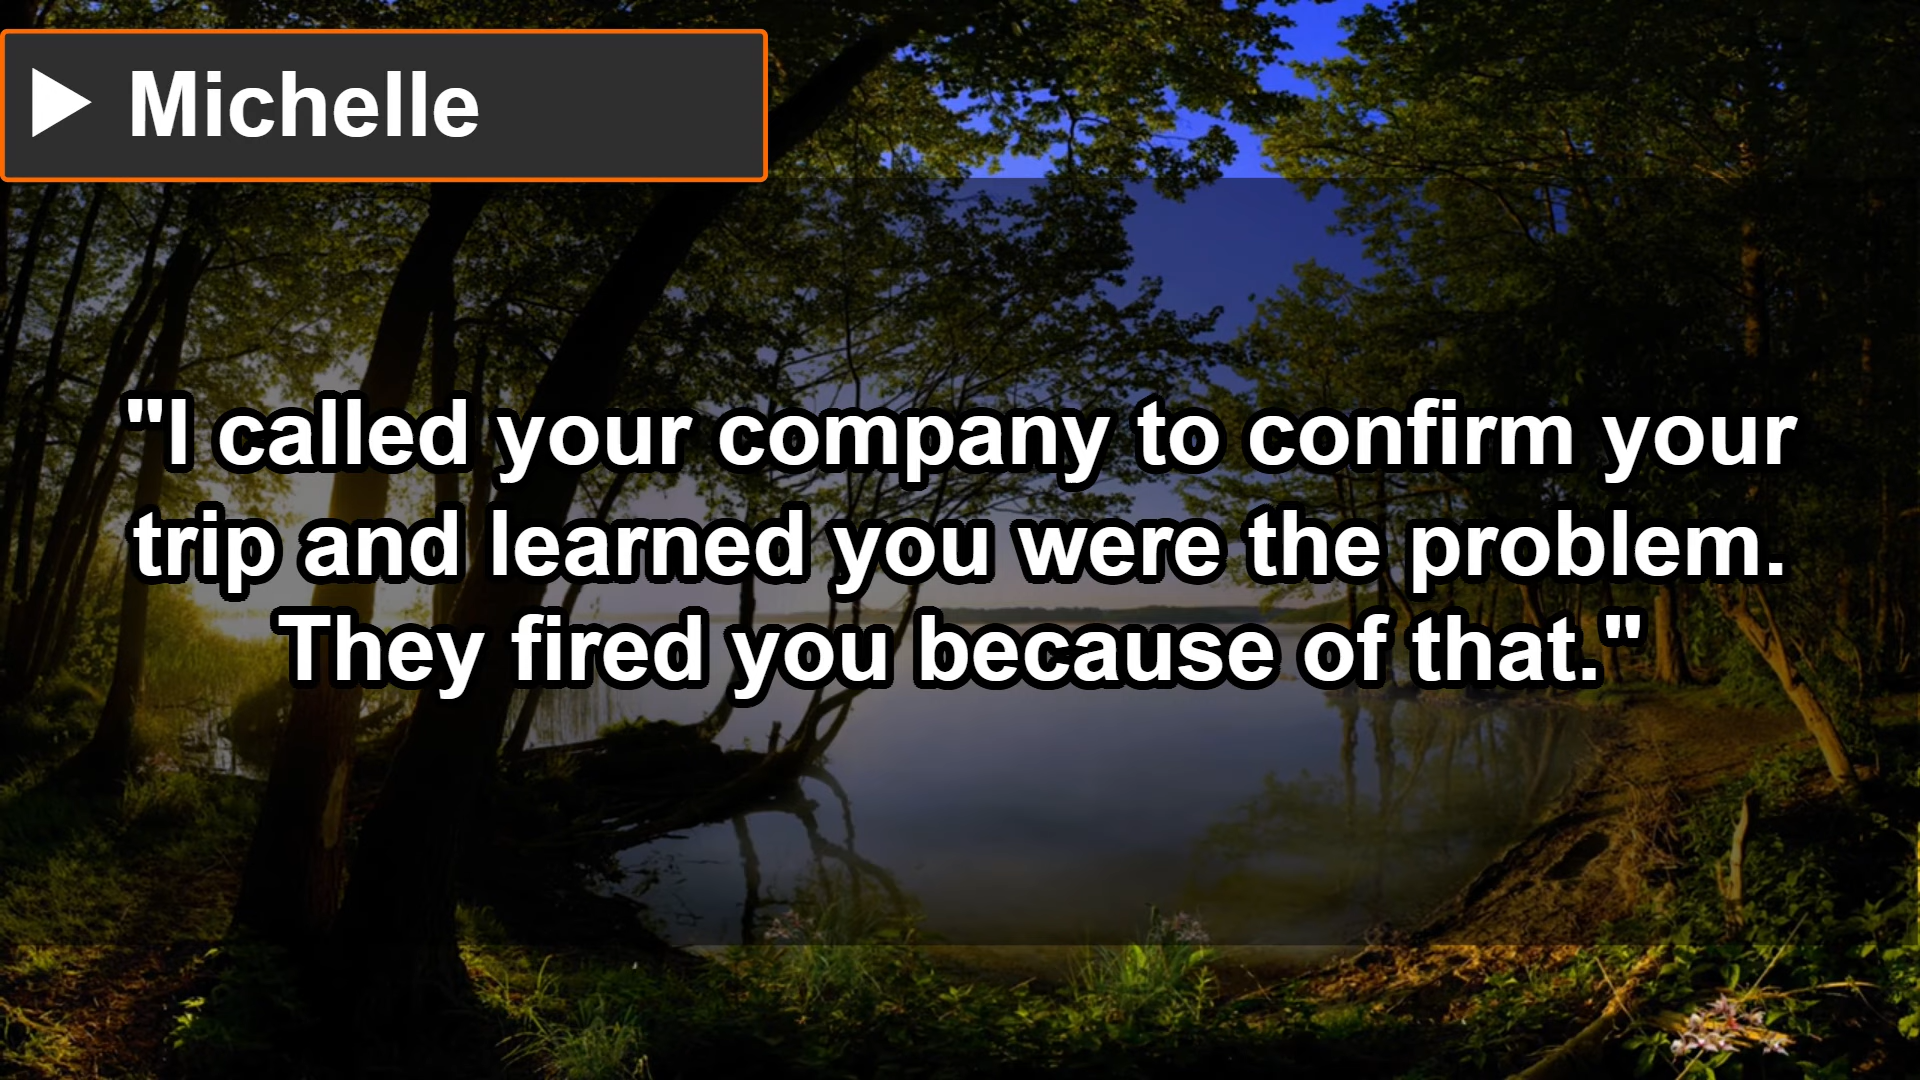 Michelle
"I called your company to confirm your
trip and learned you were the problem.
They fired you because of that."